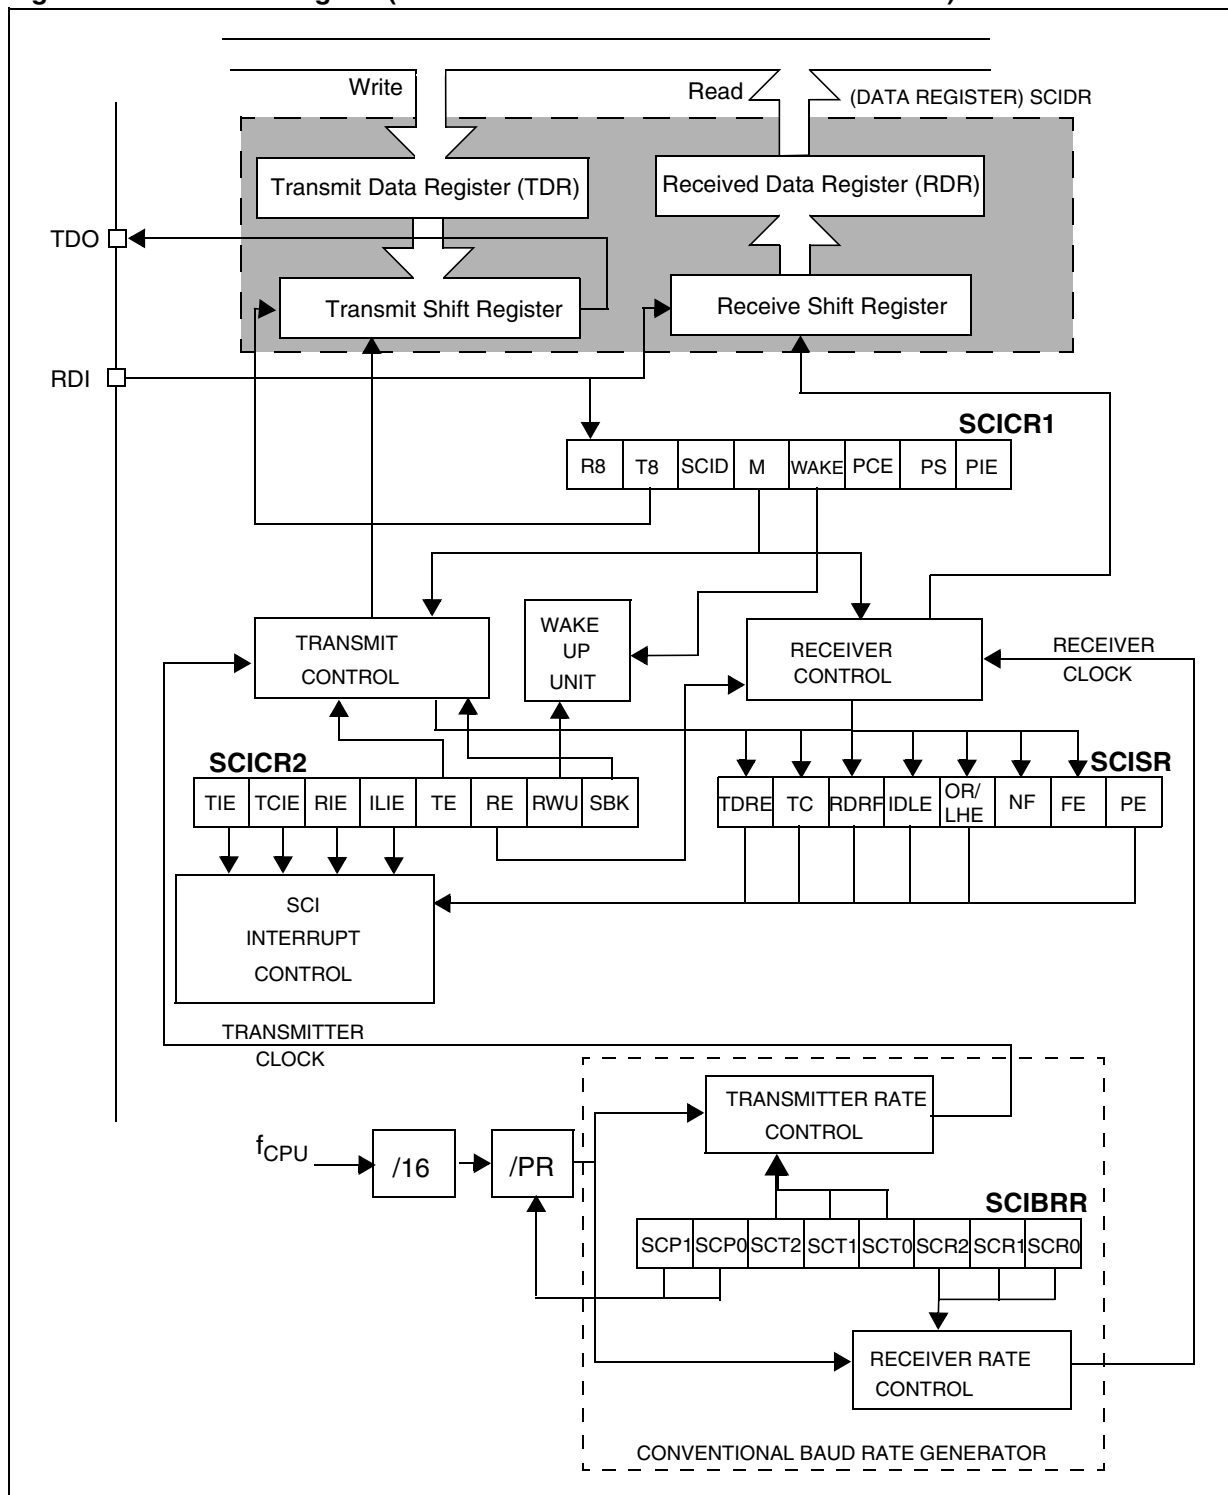 Write
Read
(DATA REGISTER) SCIDR
Transmit Data Register (TDR)
Received Data Register (RDR)
TDO
Transmit Shift Register
Receive Shift Register
RDI
SCICR1
R8 T8 SCID M WAKE PCE PS PIE
TRANSMIT
CONTROL
WAKE
UP
UNIT
RECEIVER
CONTROL
RECEIVER
CLOCK
SCICR2
TIE TCIE RIE ILIE TE RE RWU SBK
SCISR
TDRE TC RDRF IDLE OR/
LHE NF FE PE
SCI
INTERRUPT
CONTROL
TRANSMITTER
CLOCK
TRANSMITTER RATE
CONTROL
fCPU
/16
/PR
SCIBRR
SCP1 SCP0 SCT2 SCT1 SCT0 SCR2 SCR1 SCR0
RECEIVER RATE
CONTROL
CONVENTIONAL BAUD RATE GENERATOR